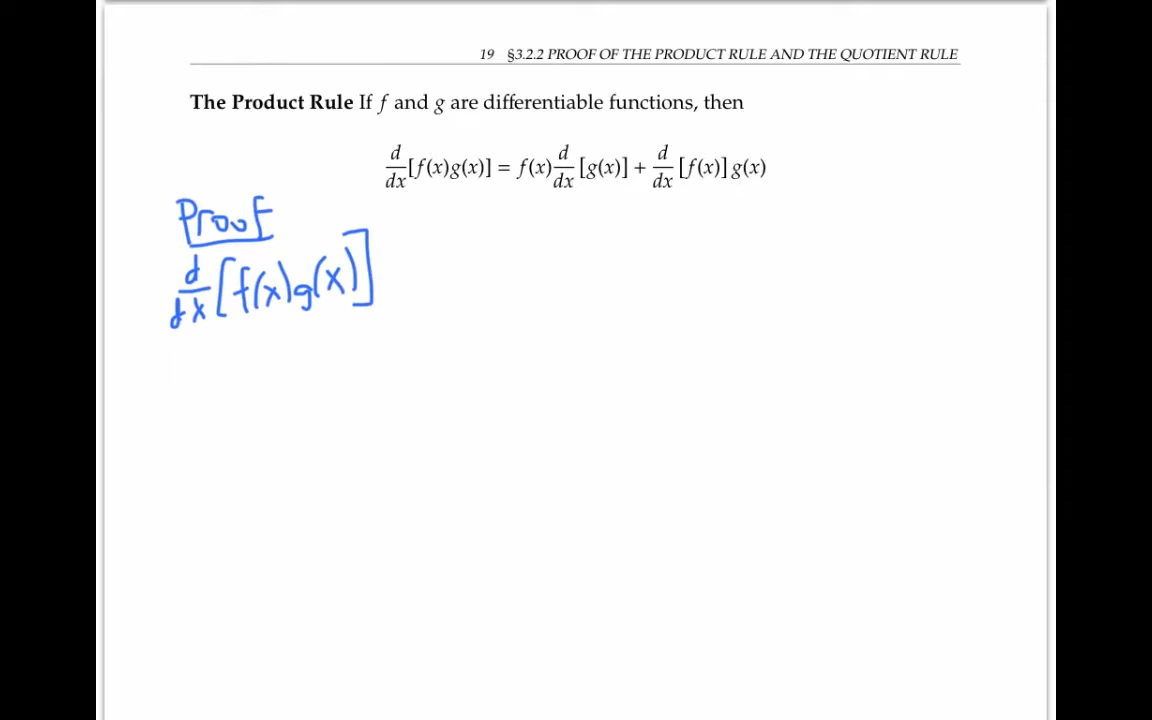 19 §3.2.2 PROOF OF THE PRODUCT RULE AND THE QUOTIENT RULE
The Product Rule If f and g are differentiable functions, then
d/dx [f(x)g(x)] = f(x) d/dx [g(x)] + d/dx [f(x)] g(x)
Proof
d/dx [f(x)g(x)]